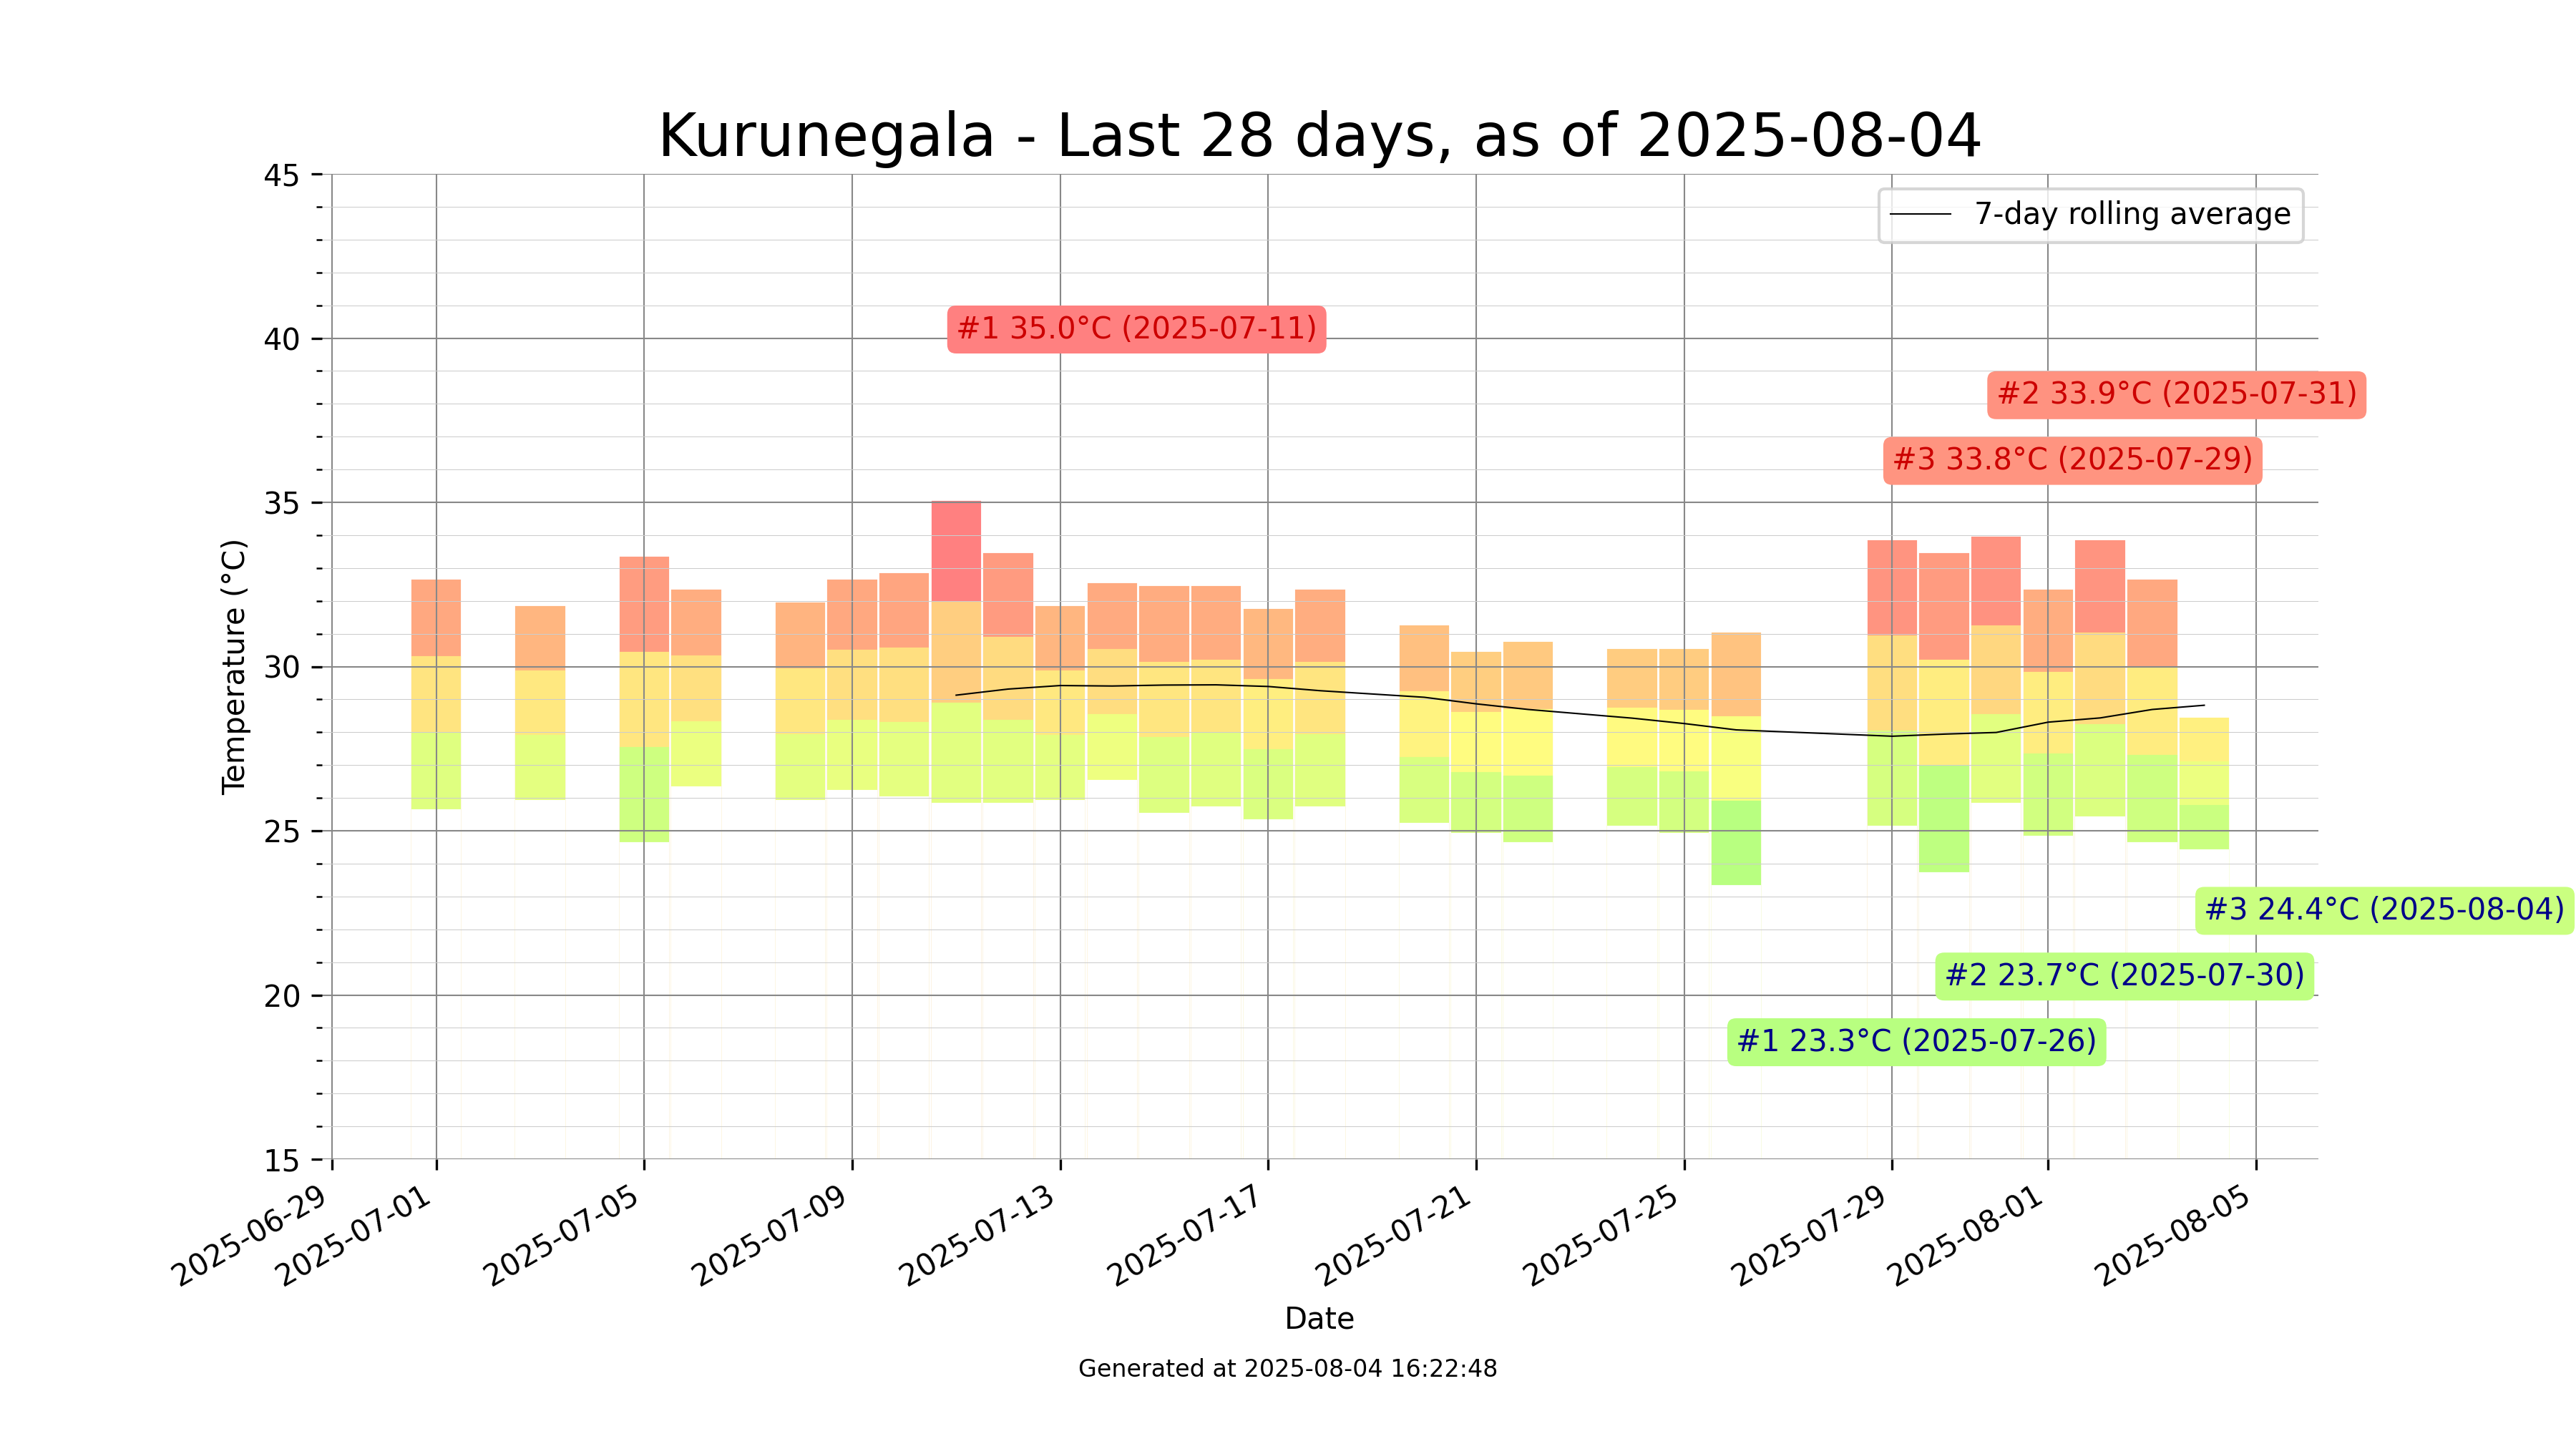 Kurunegala - Last 28 days, as of 2025-08-04
45
40
35
30
25
20
15
Temperature (°C)
7-day rolling average
#1 35.0°C (2025-07-11)
#2 33.9°C (2025-07-31)
#3 33.8°C (2025-07-29)
#3 24.4°C (2025-08-04)
#2 23.7°C (2025-07-30)
#1 23.3°C (2025-07-26)
2025-06-29
2025-07-01
2025-07-05
2025-07-09
2025-07-13
2025-07-17
2025-07-21
2025-07-25
2025-07-29
2025-08-01
2025-08-05
Date
Generated at 2025-08-04 16:22:48